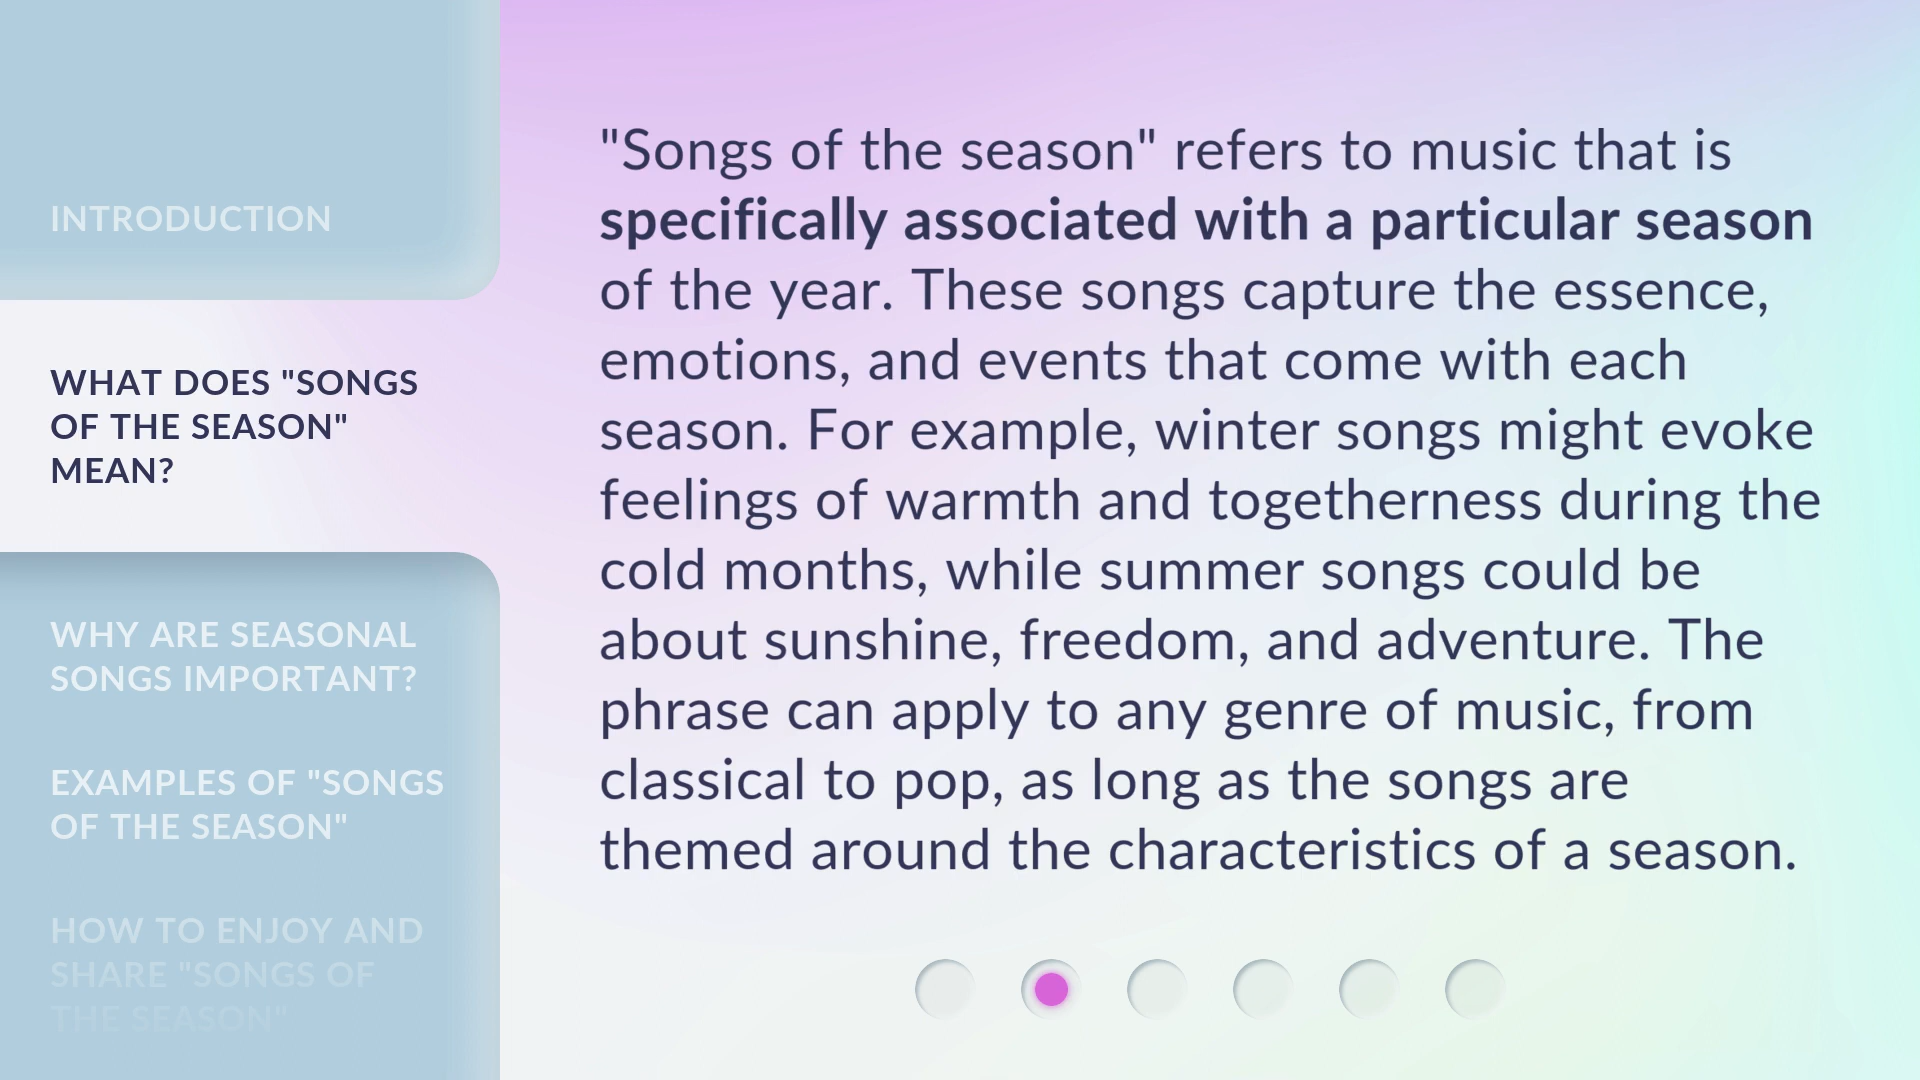 INTRODUCTION
WHAT DOES "SONGS
OF THE SEASON"
MEAN?
WHY ARE SEASONAL
SONGS IMPORTANT?
EXAMPLES OF "SONGS
OF THE SEASON"
HOW TO ENJOY AND
SHARE "SONGS OF
THE SEASON"
"Songs of the season" refers to music that is
specifically associated with a particular season
of the year. These songs capture the essence,
emotions, and events that come with each
season. For example, winter songs might evoke
feelings of warmth and togetherness during the
cold months, while summer songs could be
about sunshine, freedom, and adventure. The
phrase can apply to any genre of music, from
classical to pop, as long as the songs are
themed around the characteristics of a season.